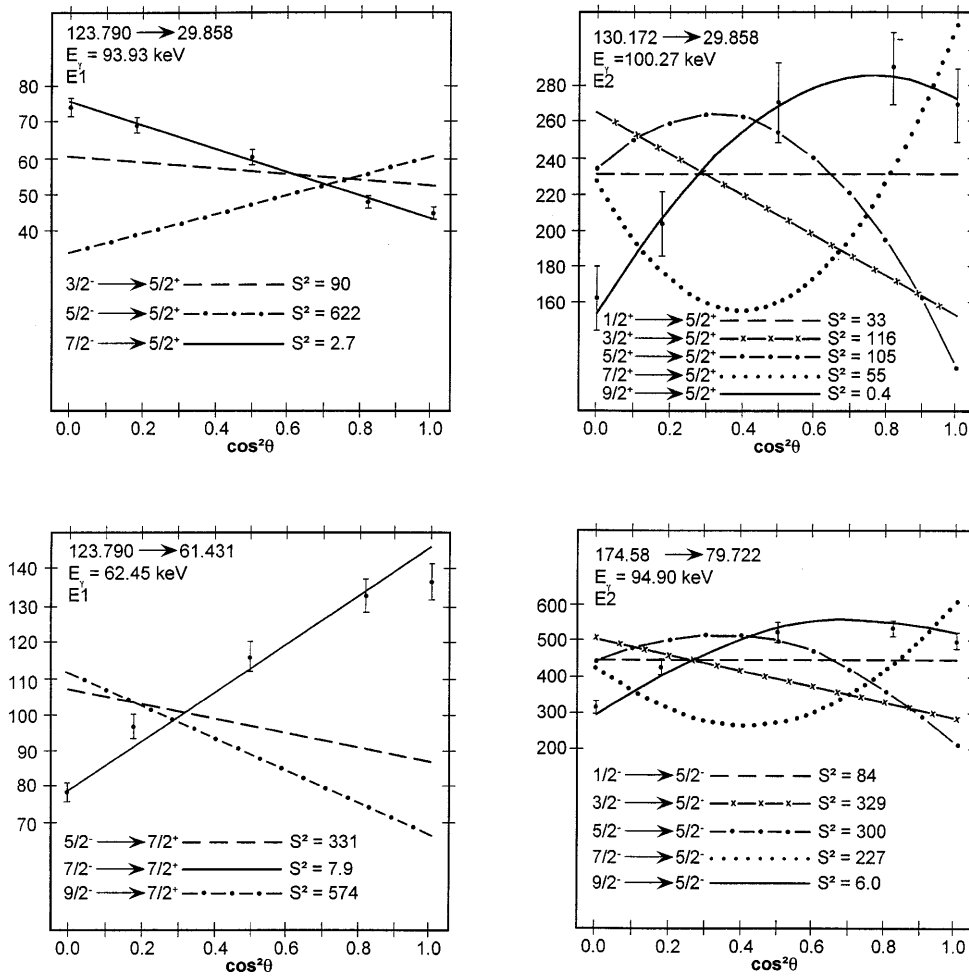 123.790 → 29.858
Eγ = 93.93 keV
E1
80
70
60
50
40
3/2⁻ → 5/2⁺ S² = 90
5/2⁻ → 5/2⁺ S² = 622
7/2⁻ → 5/2⁺ S² = 2.7
0.0 0.2 0.4 0.6 0.8 1.0
cos²θ
130.172 → 29.858
Eγ =100.27 keV
E2
280
260
240
220
200
180
160
1/2⁺ → 5/2⁺ S² = 33
3/2⁺ → 5/2⁺ S² = 116
5/2⁺ → 5/2⁺ S² = 105
7/2⁺ → 5/2⁺ S² = 55
9/2⁺ → 5/2⁺ S² = 0.4
0.0 0.2 0.4 0.6 0.8 1.0
cos²θ
123.790 → 61.431
Eγ = 62.45 keV
E1
140
130
120
110
100
90
80
70
5/2⁻ → 7/2⁺ S² = 331
7/2⁻ → 7/2⁺ S² = 7.9
9/2⁻ → 7/2⁺ S² = 574
0.0 0.2 0.4 0.6 0.8 1.0
cos²θ
174.58 → 79.722
Eγ = 94.90 keV
E2
600
500
400
300
200
1/2⁻ → 5/2⁻ S² = 84
3/2⁻ → 5/2⁻ S² = 329
5/2⁻ → 5/2⁻ S² = 300
7/2⁻ → 5/2⁻ S² = 227
9/2⁻ → 5/2⁻ S² = 6.0
0.0 0.2 0.4 0.6 0.8 1.0
cos²θ